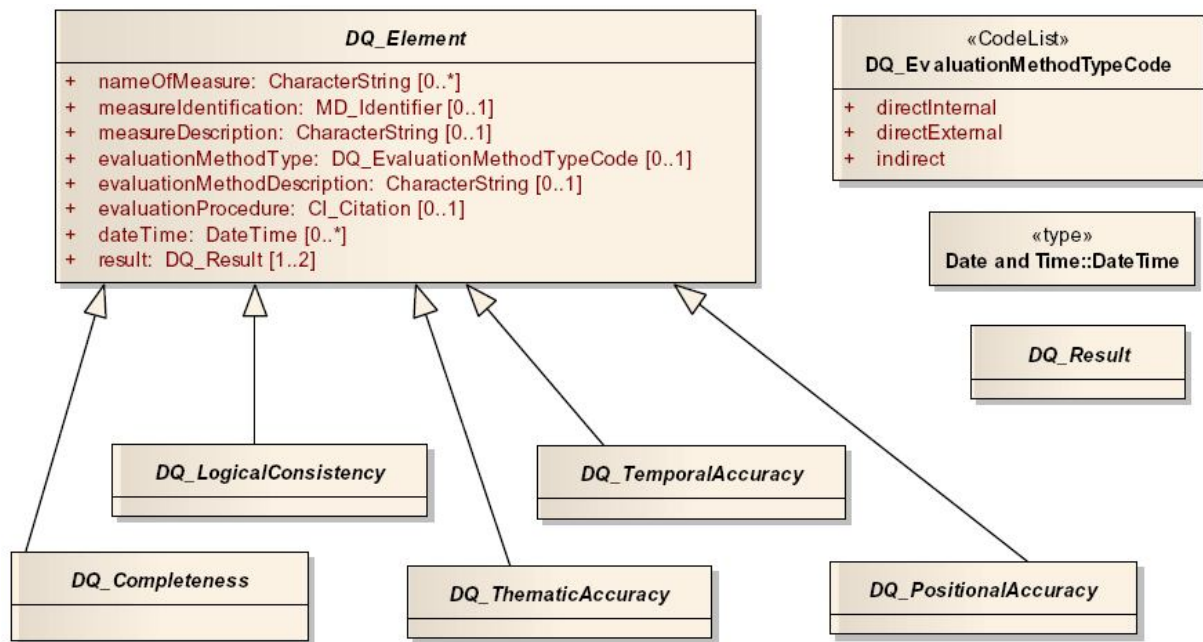 DQ_Element
+ nameOfMeasure: CharacterString [0..*]
+ measureIdentification: MD_Identifier [0..1]
+ measureDescription: CharacterString [0..1]
+ evaluationMethodType: DQ_EvaluationMethodTypeCode [0..1]
+ evaluationMethodDescription: CharacterString [0..1]
+ evaluationProcedure: CI_Citation [0..1]
+ dateTime: DateTime [0..*]
+ result: DQ_Result [1..2]
«CodeList»
DQ_EvaluationMethodTypeCode
+ directInternal
+ directExternal
+ indirect
«type»
Date and Time::DateTime
DQ_Result
DQ_LogicalConsistency
DQ_TemporalAccuracy
DQ_Completeness
DQ_ThematicAccuracy
DQ_PositionalAccuracy